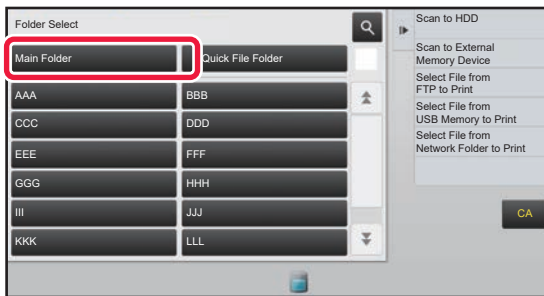 Folder Select
Main Folder
Quick File Folder
AAA
BBB
CCC
DDD
EEE
FFF
GGG
HHH
III
JJJ
KKK
LLL
Scan to HDD
Scan to External
Memory Device
Select File from
FTP to Print
Select File from
USB Memory to Print
Select File from
Network Folder to Print
CA